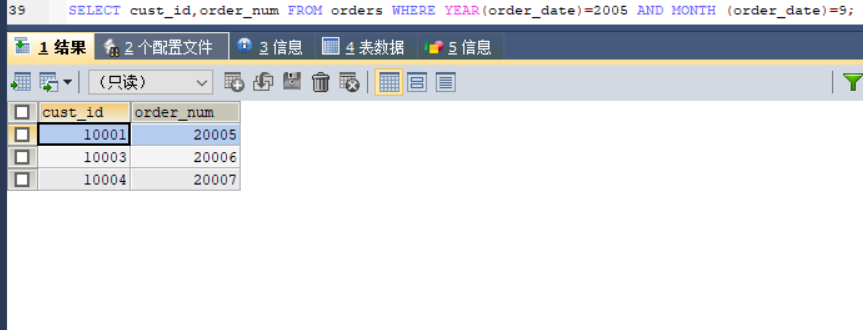 39 SELECT cust_id,order_num FROM orders WHERE YEAR(order_date)=2005 AND MONTH (order_date)=9;
1 结果 2 个配置文件 3 信息 4 表数据 5 信息
（只读）
cust_id order_num
10001 20005
10003 20006
10004 20007